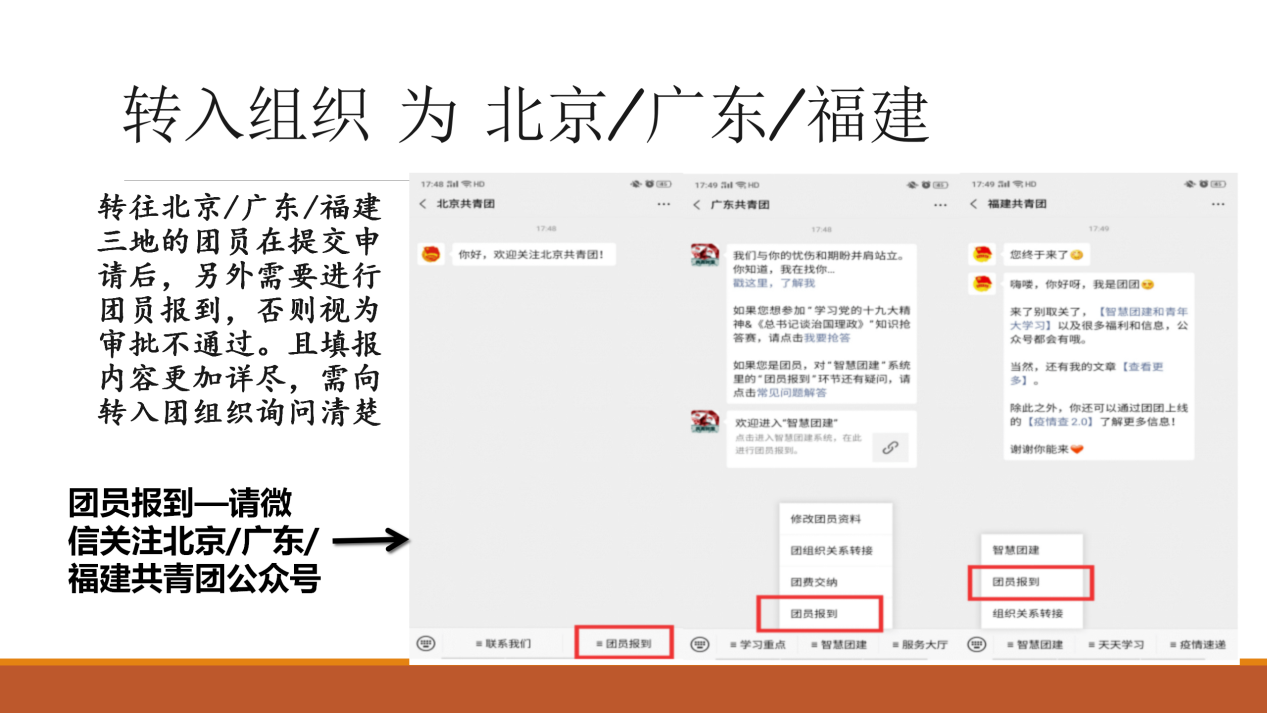 转入组织 为 北京/广东/福建
转往北京/广东/福建
三地的团员在提交申
请后，另外需要进行
团员报到，否则视为
审批不通过。且填报
内容更加详尽，需向
转入团组织询问清楚
团员报到—请微
信关注北京/广东/
福建共青团公众号
17:48
HD
北京共青团
17:48
你好，欢迎关注北京共青团！
≡联系我们
≡团员报到
17:49
HD
广东共青团
17:48
我们与你的忧伤和期盼并肩站立。
你知道，我在找你...
戳这里，了解我
如果您想参加“学习党的十九大精
神&《总书记谈治国理政》”知识抢
答赛，请点击我要抢答
如果您是团员，对“智慧团建”系统
里的“团员报到”环节还有疑问，请
点击常见问题解答
欢迎进入“智慧团建”
点击进入智慧团建系统，在此
进行团员报到。
修改团员资料
团组织关系转接
团费交纳
团员报到
≡学习重点
≡智慧团建
≡服务大厅
17:49
HD
福建共青团
17:49
您终于来了
嗨喽，你好呀，我是团团
来了别取关了，【智慧团建和青年
大学习】以及很多福利和信息，公
众号都会有哦。
当然，还有我的文章【查看更
多】。
除此之外，你还可以通过团团上线
的【疫情查2.0】了解更多信息！
谢谢你能来
智慧团建
团员报到
组织关系转接
≡智慧团建
≡天天学习
≡疫情速递